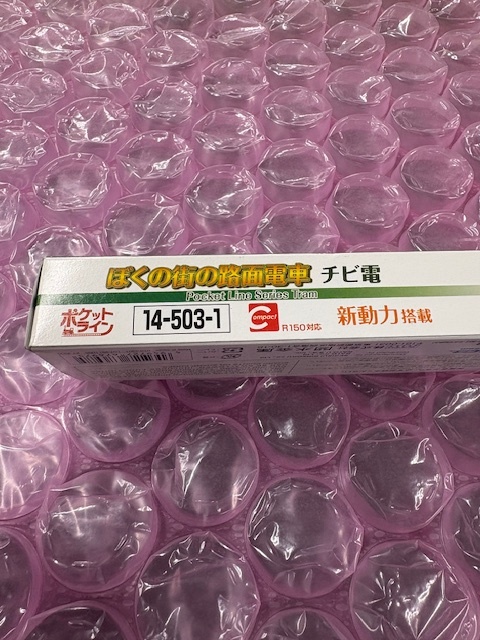 ぼくの街の路面電車 チビ電
Pocket Line Series Tram
ポケットライン
14-503-1
Compact
R150対応
新動力搭載